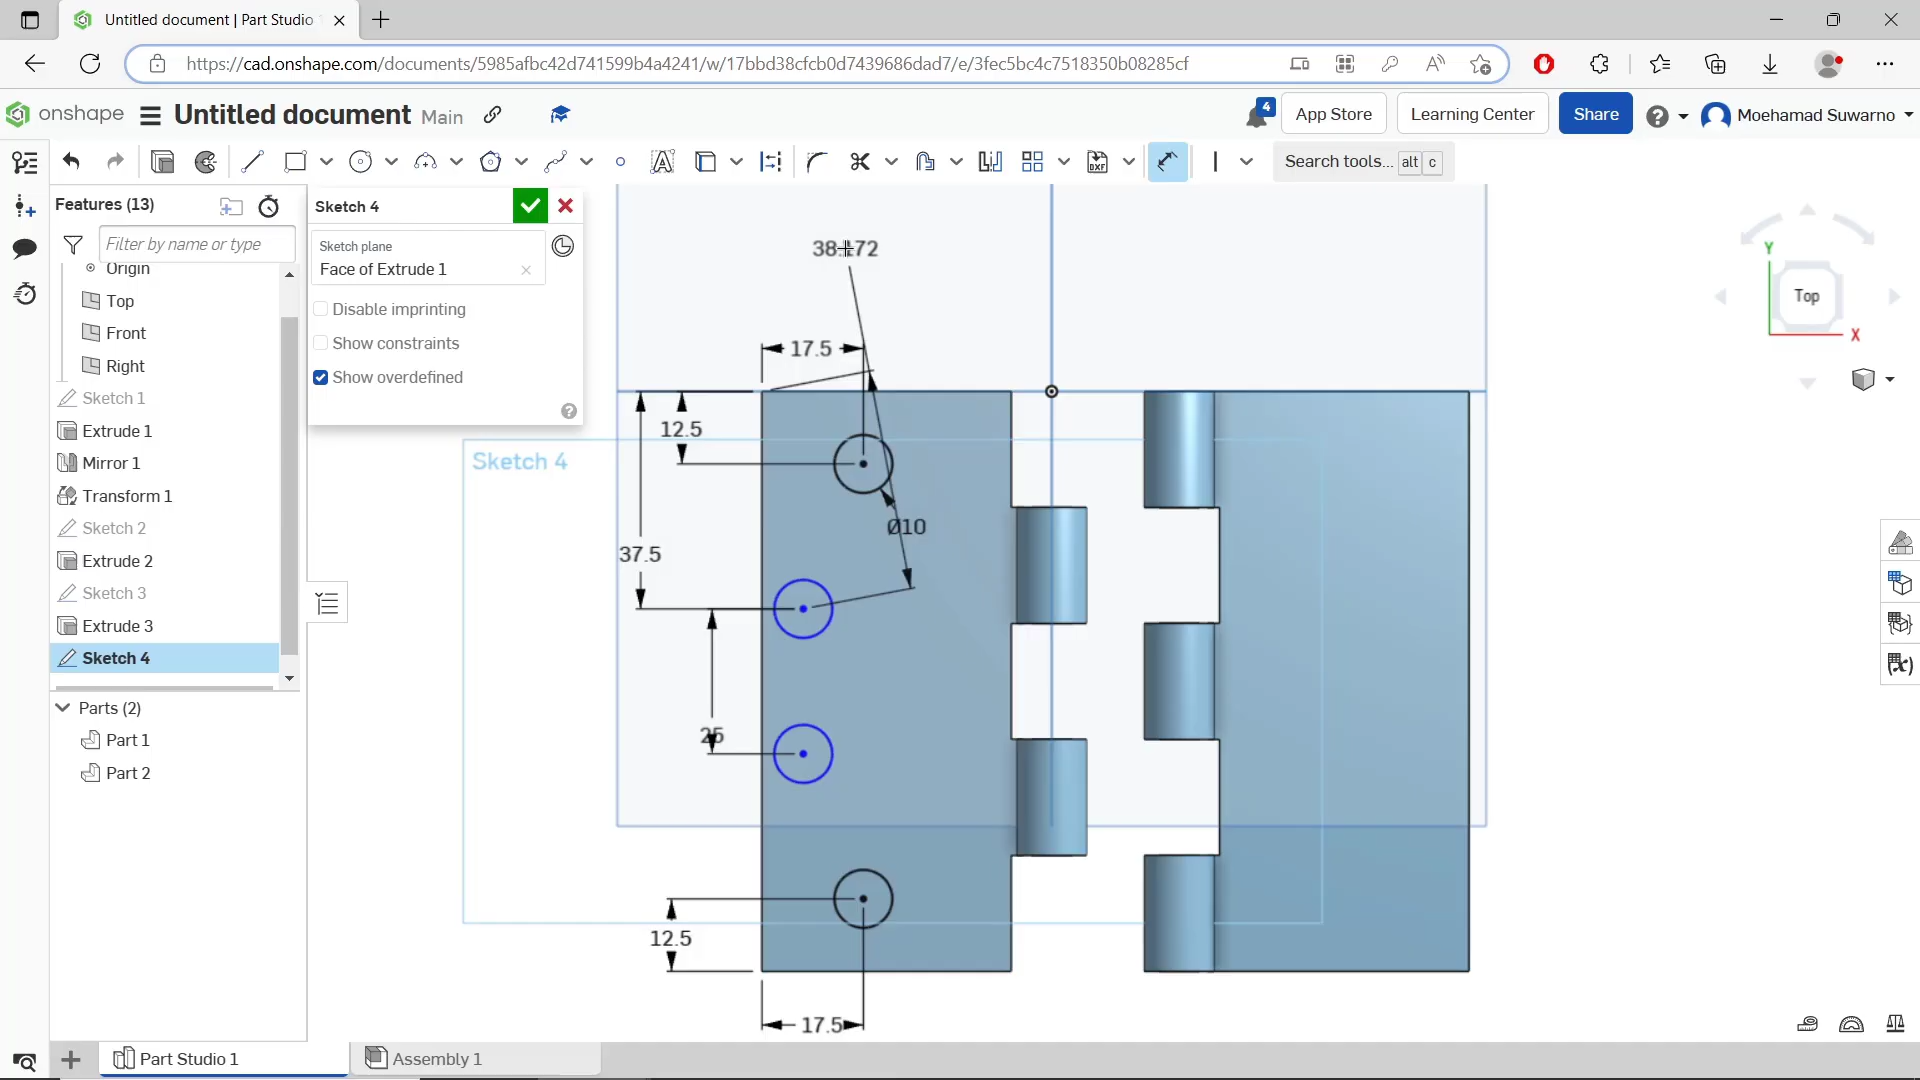 Untitled document | Part Studio
https://cad.onshape.com/documents/5985afbc42d741599b4a4241/w/17bbd38cfcb0d7439686dad7/e/3fec5bc4c7518350b08285cf
onshape
Untitled document
Main
4
App Store
Learning Center
Share
Moehamad Suwarno
Search tools...
alt
c
Features (13)
Filter by name or type
Origin
Top
Front
Right
Sketch 1
Extrude 1
Mirror 1
Transform 1
Sketch 2
Extrude 2
Sketch 3
Extrude 3
Sketch 4
Parts (2)
Part 1
Part 2
Sketch 4
Sketch plane
Face of Extrude 1
Disable imprinting
Show constraints
Show overdefined
17.5
12.5
Sketch 4
Ø10
37.5
25
12.5
17.5
Y
Top
X
DXF
Part Studio 1
Assembly 1